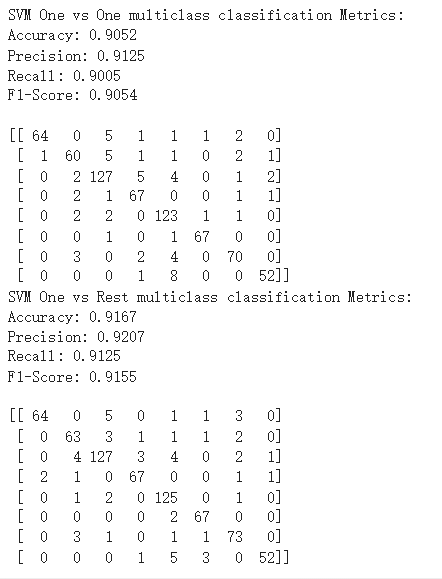 SVM One vs One multiclass classification Metrics:
Accuracy: 0.9052
Precision: 0.9125
Recall: 0.9005
F1-Score: 0.9054
[[ 64   0   5   1   1   1   2   0]
 [  1  60   5   1   1   0   2   1]
 [  0   2 127   5   4   0   1   2]
 [  0   2   1  67   0   0   1   1]
 [  0   2   2   0 123   1   1   0]
 [  0   0   1   0   1  67   0   0]
 [  0   3   0   2   4   0  70   0]
 [  0   0   0   1   8   0   0  52]]
SVM One vs Rest multiclass classification Metrics:
Accuracy: 0.9167
Precision: 0.9207
Recall: 0.9125
F1-Score: 0.9155
[[ 64   0   5   0   1   1   3   0]
 [  0  63   3   1   1   1   2   0]
 [  0   4 127   3   4   0   2   1]
 [  2   1   0  67   0   0   1   1]
 [  0   1   2   0 125   0   1   0]
 [  0   0   0   0   2  67   0   0]
 [  0   3   1   0   1   1  73   0]
 [  0   0   0   1   5   3   0  52]]